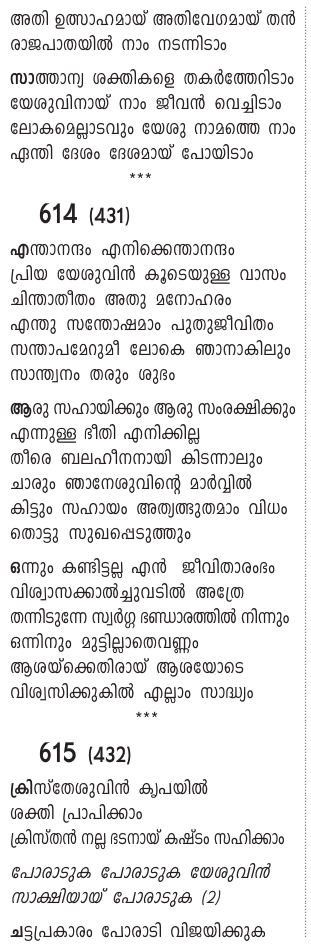 അതി ഉത്സാഹമായ് അതിവേഗമായ് തൻ
രാജപാതയിൽ നാം നടന്നിടാം
സാത്താന്യ ശക്തികളെ തകർത്തേറിടാം
യേശുവിനായ് നാം ജീവൻ വെച്ചിടാം
ലോകമെല്ലാടവും യേശു നാമത്തെ നാം
ഏന്തി ദേശം ദേശമായ് പോയിടാം
***
614 (431)
എന്താനന്ദം എനിക്കെന്താനന്ദം
പ്രിയ യേശുവിൻ കൂടെയുള്ള വാസം
ചിന്താതീതം അതു മനോഹരം
എന്തു സന്തോഷമാം പുതുജീവിതം
സന്താപമേറുമീ ലോകെ ഞാനാകിലും
സാന്ത്വനം തരും ശുഭം
ആരു സഹായിക്കും ആരു സംരക്ഷിക്കും
എന്നുള്ള ഭീതി എനിക്കില്ല
തീരെ ബലഹീനനായി കിടന്നാലും
ചാരും ഞാനേശുവിന്റെ മാർവ്വിൽ
കിട്ടും സഹായം അത്യത്ഭുതമാം വിധം
തൊട്ടു സുഖപ്പെടുത്തും
ഒന്നും കണ്ടിട്ടല്ല എൻ ജീവിതാരംഭം
വിശ്വാസക്കാൽച്ചുവടിൽ അത്രേ
തന്നിടുന്നേ സ്വർഗ്ഗ ഭണ്ഡാരത്തിൽ നിന്നും
ഒന്നിനും മുട്ടില്ലാതെവണ്ണം
ആശയ്ക്കെതിരായ് ആശയോടെ
വിശ്വസിക്കുകിൽ എല്ലാം സാദ്ധ്യം
***
615 (432)
ക്രിസ്തേശുവിൻ കൃപയിൽ
ശക്തി പ്രാപിക്കാം
ക്രിസ്തൻ നല്ല ഭടനായ് കഷ്ടം സഹിക്കാം
പോരാടുക പോരാടുക യേശുവിൻ
സാക്ഷിയായ് പോരാടുക (2)
ചട്ടപ്രകാരം പോരാടി വിജയിക്കുക